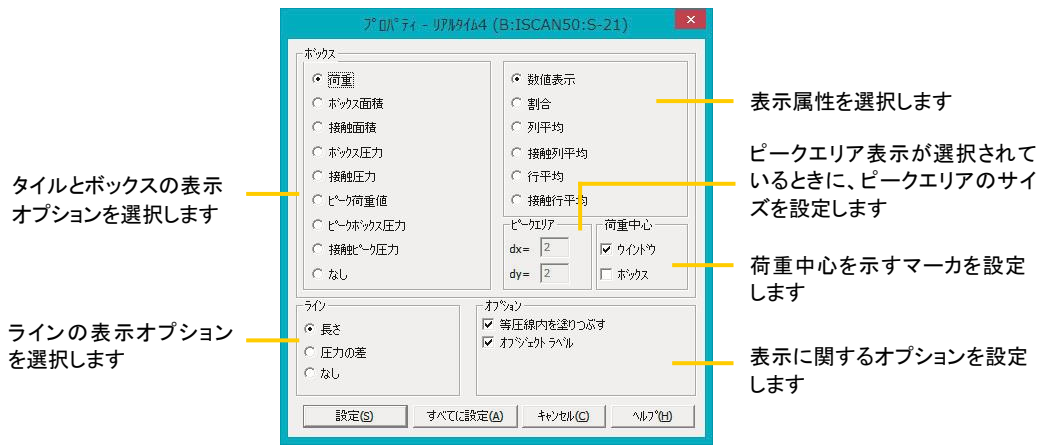 ﾌﾟﾛﾊﾟﾃｨ - ﾘｱﾙﾀｲﾑ4 (B:ISCAN50:S-21)
ﾎﾞｯｸｽ
荷重
ﾎﾞｯｸｽ面積
接触面積
ﾎﾞｯｸｽ圧力
接触圧力
ﾋﾟｰｸ荷重値
ﾋﾟｰｸﾎﾞｯｸｽ圧力
接触ﾋﾟｰｸ圧力
なし
数値表示
割合
列平均
接触列平均
行平均
接触行平均
ﾋﾟｰｸｴﾘｱ
dx= 2
dy= 2
荷重中心
ｳｲﾝﾄﾞｳ
ﾎﾞｯｸｽ
ﾗｲﾝ
長さ
圧力の差
なし
ｵﾌﾟｼｮﾝ
等圧線内を塗りつぶす
ｵﾌﾞｼﾞｪｸﾄ ﾗﾍﾞﾙ
設定(S)
すべてに設定(A)
ｷｬﾝｾﾙ(C)
ﾍﾙﾌﾟ(H)
タイルとボックスの表示
オプションを選択します
ラインの表示オプション
を選択します
表示属性を選択します
ピークエリア表示が選択されて
いるときに、ピークエリアのサイ
ズを設定します
荷重中心を示すマーカを設定
します
表示に関するオプションを設定
します